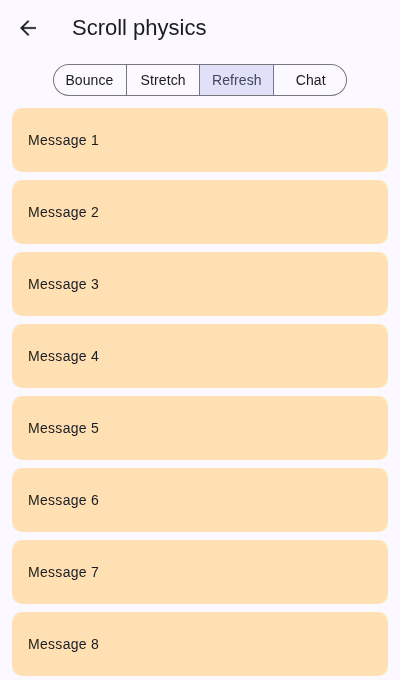 Scroll physics
Bounce Stretch Refresh Chat
Message 1
Message 2
Message 3
Message 4
Message 5
Message 6
Message 7
Message 8